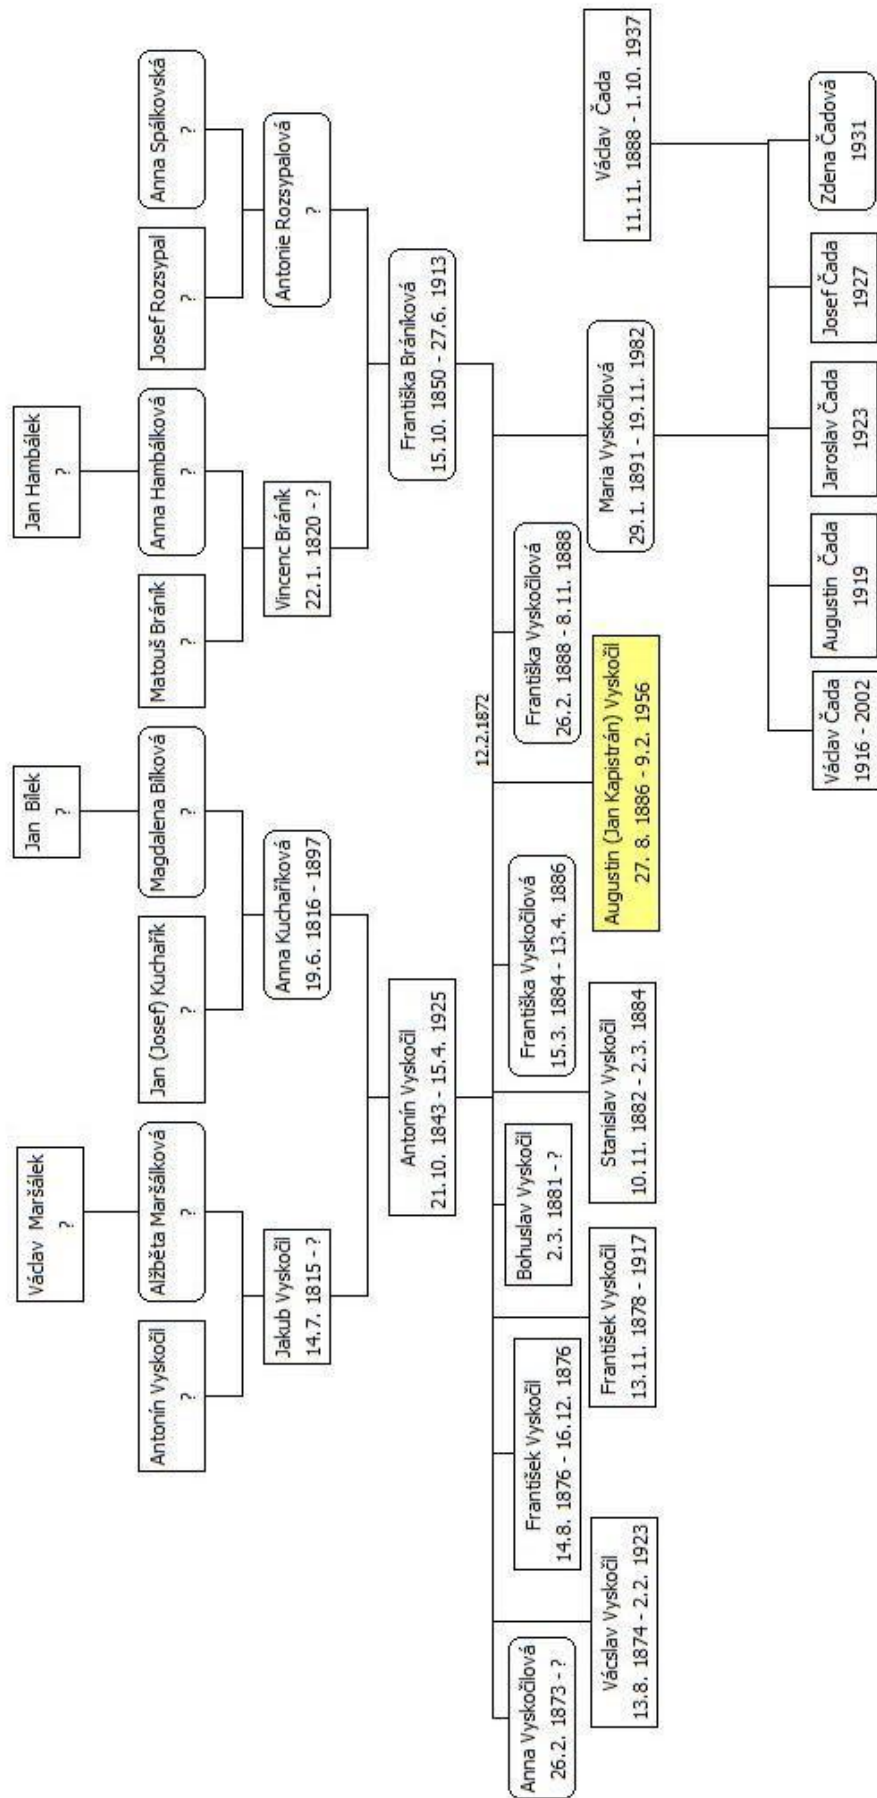 Václav Maršálek
?
Jan Bílek
?
Jan Hambálek
?
Antonín Vyskočil
?
Alžběta Maršálková
?
Jan (Josef) Kuchařík
?
Magdalena Bílková
?
Matouš Bráník
?
Anna Hambálková
?
Josef Rozsypal
?
Anna Spálkovská
?
Jakub Vyskočil
14.7. 1815 - ?
Anna Kuchaříková
19.6. 1816 - 1897
Vincenc Bráník
22.1. 1820 - ?
Antonie Rozsypalová
?
Antonín Vyskočil
21.10. 1843 - 15.4. 1925
Františka Bráníková
15.10. 1850 - 27.6. 1913
12.2.1872
Anna Vyskočilová
26.2. 1873 - ?
František Vyskočil
14.8. 1876 - 16.12. 1876
Bohuslav Vyskočil
2.3. 1881 - ?
Františka Vyskočilová
15.3. 1884 - 13.4. 1886
Františka Vyskočilová
26.2. 1888 - 8.11. 1888
Vácslav Vyskočil
13.8. 1874 - 2.2. 1923
František Vyskočil
13.11. 1878 - 1917
Stanislav Vyskočil
10.11. 1882 - 2.3. 1884
Augustin (Jan Kapistrán) Vyskočil
27. 8. 1886 - 9.2. 1956
Maria Vyskočilová
29.1. 1891 - 19.11. 1982
Václav Čada
11.11. 1888 - 1.10. 1937
Václav Čada
1916 - 2002
Augustin Čada
1919
Jaroslav Čada
1923
Josef Čada
1927
Zdena Čadová
1931